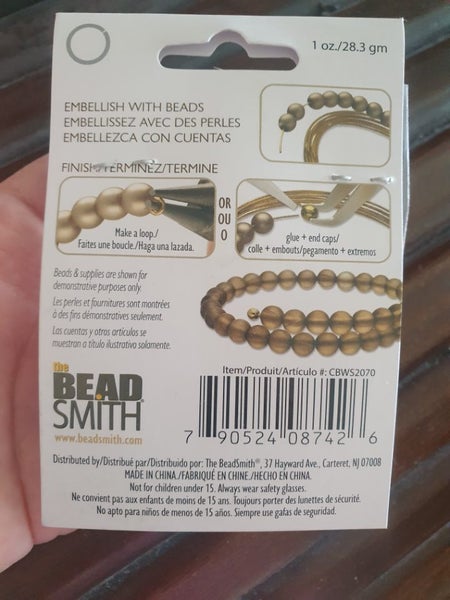 1 oz./28.3 gm
EMBELLISH WITH BEADS
EMBELLISSEZ AVEC DES PERLES
EMBELLEZCA CON CUENTAS
FINISH/TERMINEZ/TERMINE
Make a loop./
Faites une boucle./Haga una lazada.
OR
OU
O
glue + end caps/
colle + embouts/pegamento + extremos
Beads & supplies are shown for
demonstrative purposes only.
Les perles et fournitures sont montrées
à des fins démonstratives seulement.
Las cuentas y otros artículos se
muestran a título ilustrativo solamente.
the
BEAD
SMITH®
www.beadsmith.com
Item/Produit/Artículo #: CBWS2070
7 90524 08742 6
Distributed by/Distribué par/Distribuido por: The BeadSmith®, 37 Hayward Ave., Carteret, NJ 07008
MADE IN CHINA./FABRIQUÉ EN CHINE./HECHO EN CHINA.
Not for children under 15. Always wear safety glasses.
Ne convient pas aux enfants de moins de 15 ans. Toujours porter des lunettes de sécurité.
No apto para niños de menos de 15 años. Siempre use gafas de seguridad.